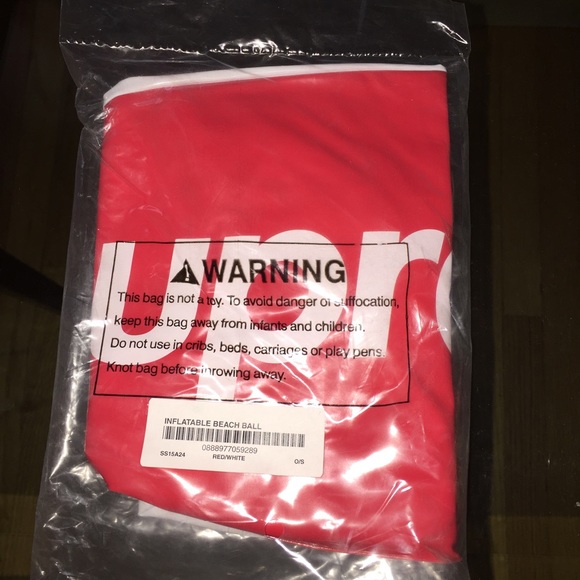 upr
WARNING
This bag is not a toy. To avoid danger of suffocation,
keep this bag away from infants and children.
Do not use in cribs, beds, carriages or play pens.
Knot bag before throwing away.
INFLATABLE BEACH BALL
0888977059289
SS15A24 RED/WHITE O/S